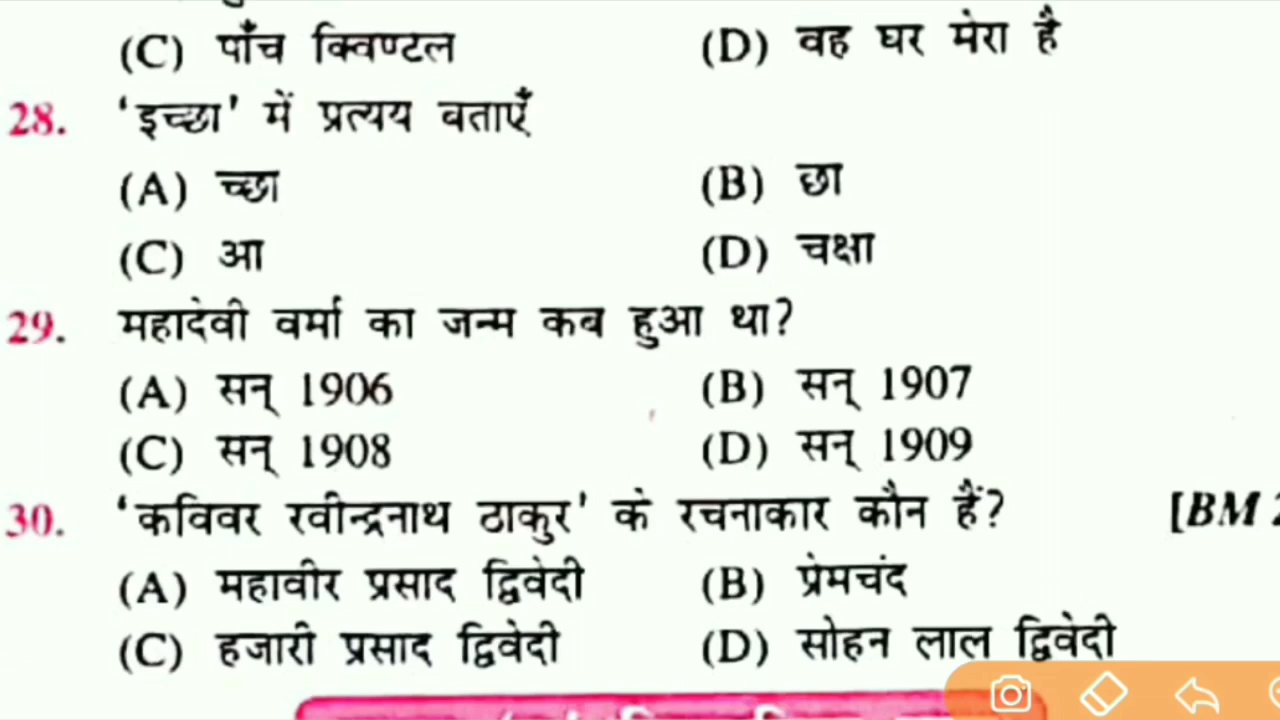 (C) पाँच क्विण्टल (D) वह घर मेरा है
28. 'इच्छा' में प्रत्यय बताएँ
(A) च्छा (B) छा
(C) आ (D) चक्षा
29. महादेवी वर्मा का जन्म कब हुआ था?
(A) सन् 1906 (B) सन् 1907
(C) सन् 1908 (D) सन् 1909
30. 'कविवर रवीन्द्रनाथ ठाकुर' के रचनाकार कौन हैं? [BM
(A) महावीर प्रसाद द्विवेदी (B) प्रेमचंद
(C) हजारी प्रसाद द्विवेदी (D) सोहन लाल द्विवेदी